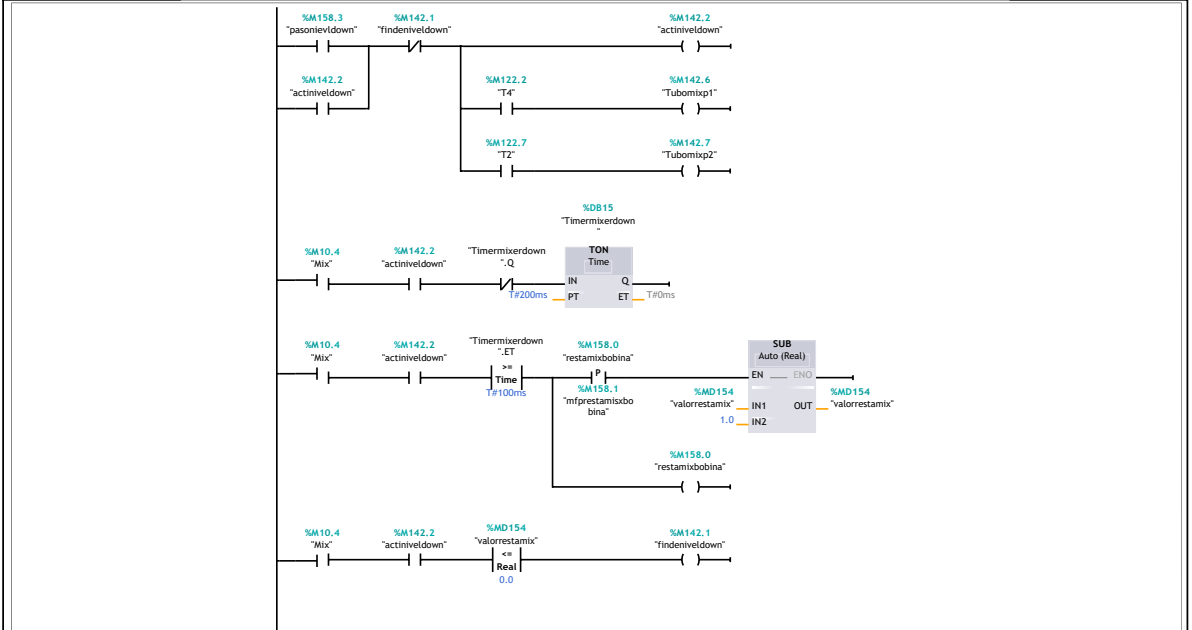 %M158.3 %M142.1 %M142.2
"pasonievldown" "findeniveldown" "actiniveldown"
%M142.2 %M122.2 %M142.6
"actiniveldown" "T4" "Tubomixp1"
%M122.7 %M142.7
"T2" "Tubomixp2"
%DB15
"Timermixerdown
"
%M10.4 %M142.2 "Timermixerdown TON
"Mix" "actiniveldown" ".Q Time
IN Q
T#200ms PT ET T#0ms
%M10.4 %M142.2 "Timermixerdown %M158.0 SUB
"Mix" "actiniveldown" ".ET "restamixbobina" Auto (Real)
>= P EN ENO
Time %M158.1 %MD154 %MD154
T#100ms "mfprestamisxbo "valorrestamix" IN1 OUT "valorrestamix"
bina" 1.0 IN2
%M158.0
"restamixbobina"
%M10.4 %M142.2 %MD154 %M142.1
"Mix" "actiniveldown" "valorrestamix" "findeniveldown"
<=
Real
0.0